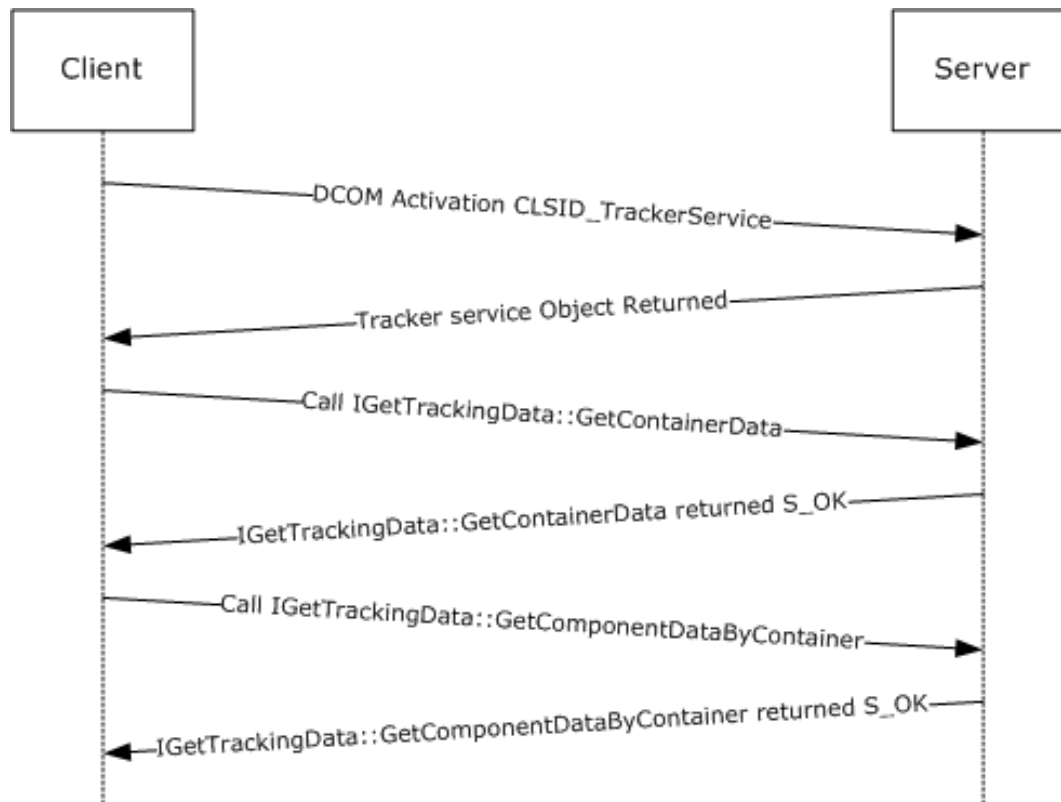 Client
Server
DCOM Activation CLSID_TrackerService
Tracker service Object Returned
Call IGetTrackingData::GetContainerData
IGetTrackingData::GetContainerData returned S_OK
Call IGetTrackingData::GetComponentDataByContainer
IGetTrackingData::GetComponentDataByContainer returned S_OK